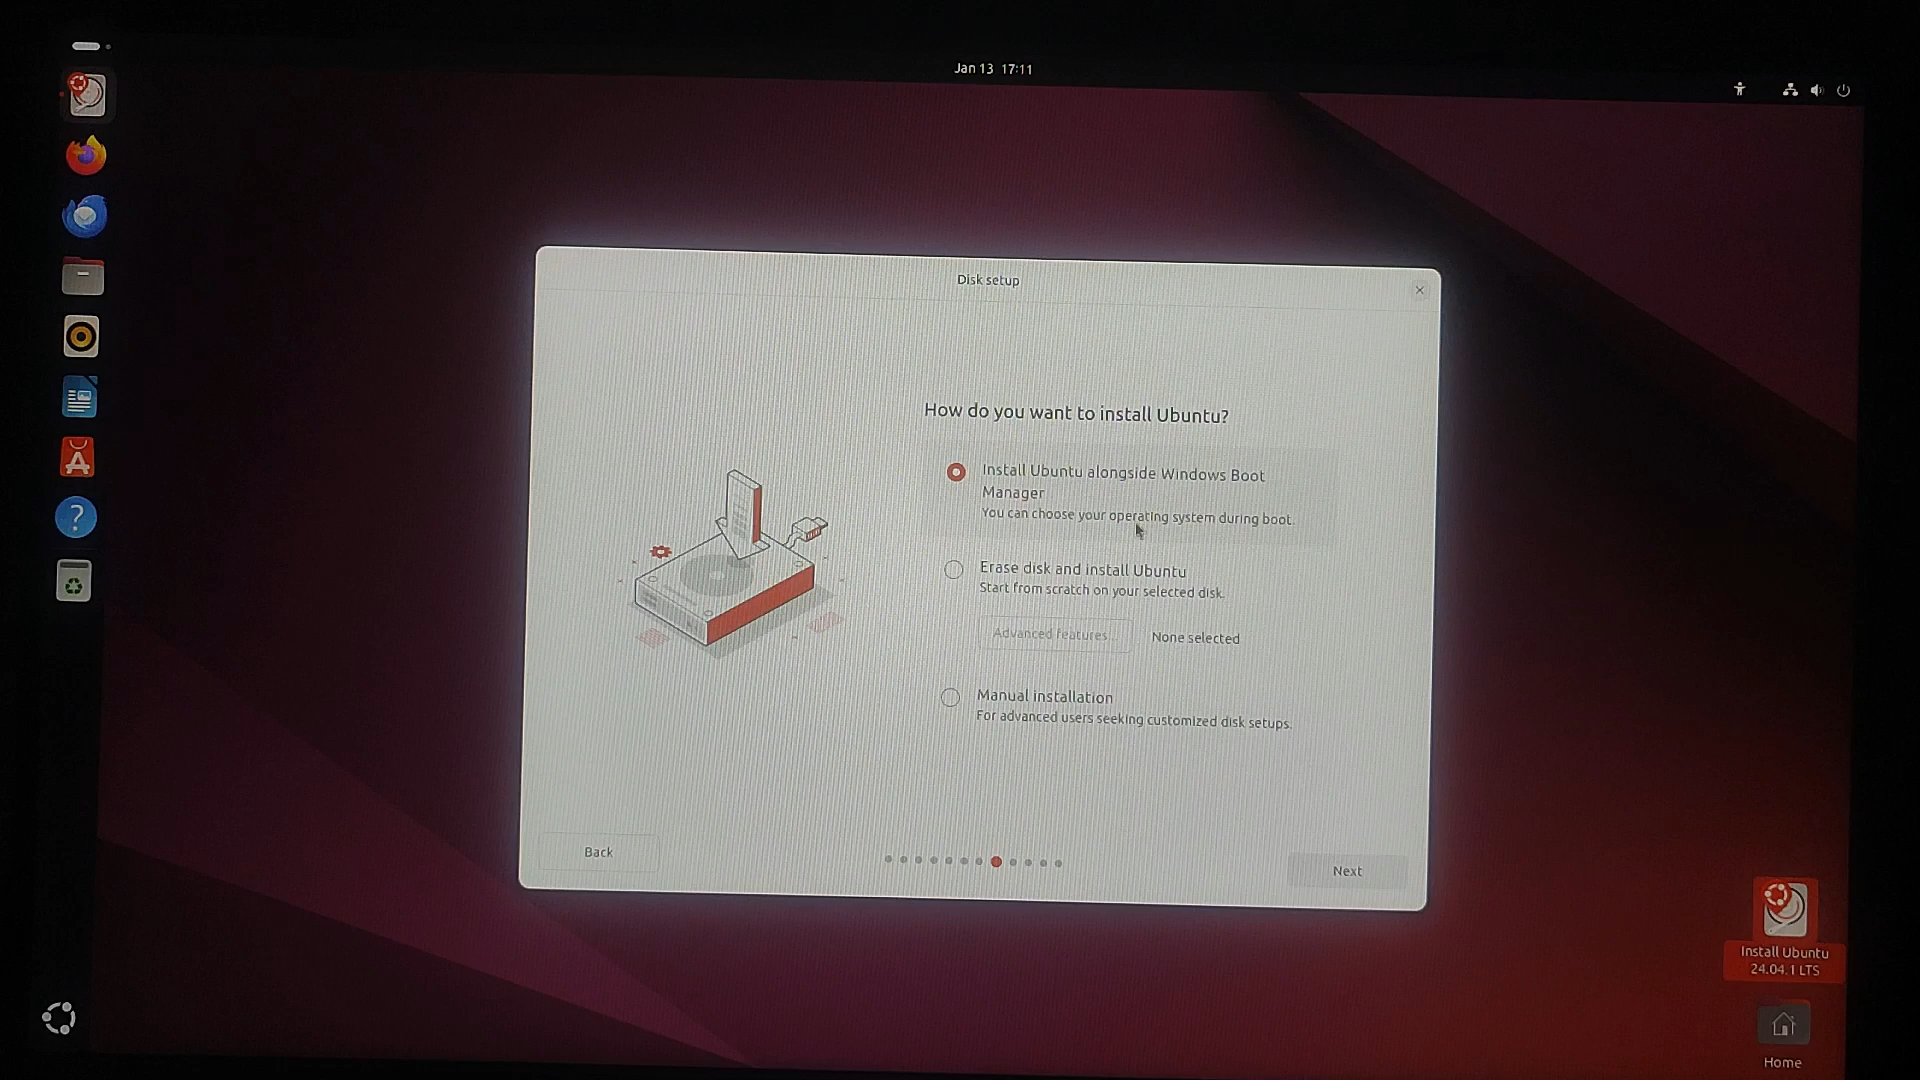 Jan 13 17:11
Disk setup
How do you want to install Ubuntu?
Install Ubuntu alongside Windows Boot
Manager
You can choose your operating system during boot.
Erase disk and install Ubuntu
Start from scratch on your selected disk.
Advanced features... None selected
Manual installation
For advanced users seeking customized disk setups.
Back
Next
Install Ubuntu
24.04.1 LTS
Home